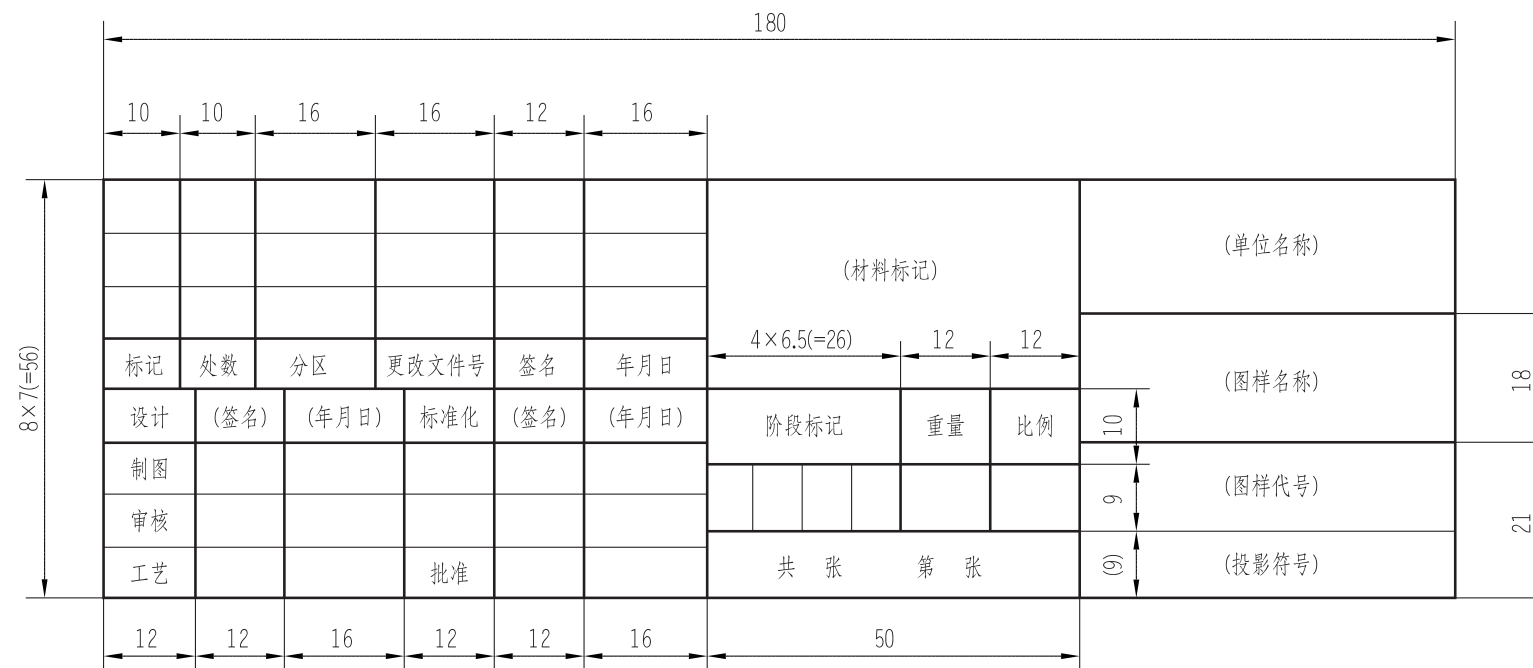 180
10 10 16 16 12 16
(单位名称)
(材料标记)
4×6.5(=26) 12 12
标记 处数 分区 更改文件号 签名 年月日
(图样名称)
18
8×7(=56)
设计 (签名) (年月日) 标准化 (签名) (年月日)
阶段标记 重量 比例 10
制图
(图样代号)
9
审核
21
工艺 批准
共 张 第 张 (9) (投影符号)
12 12 16 12 12 16 50